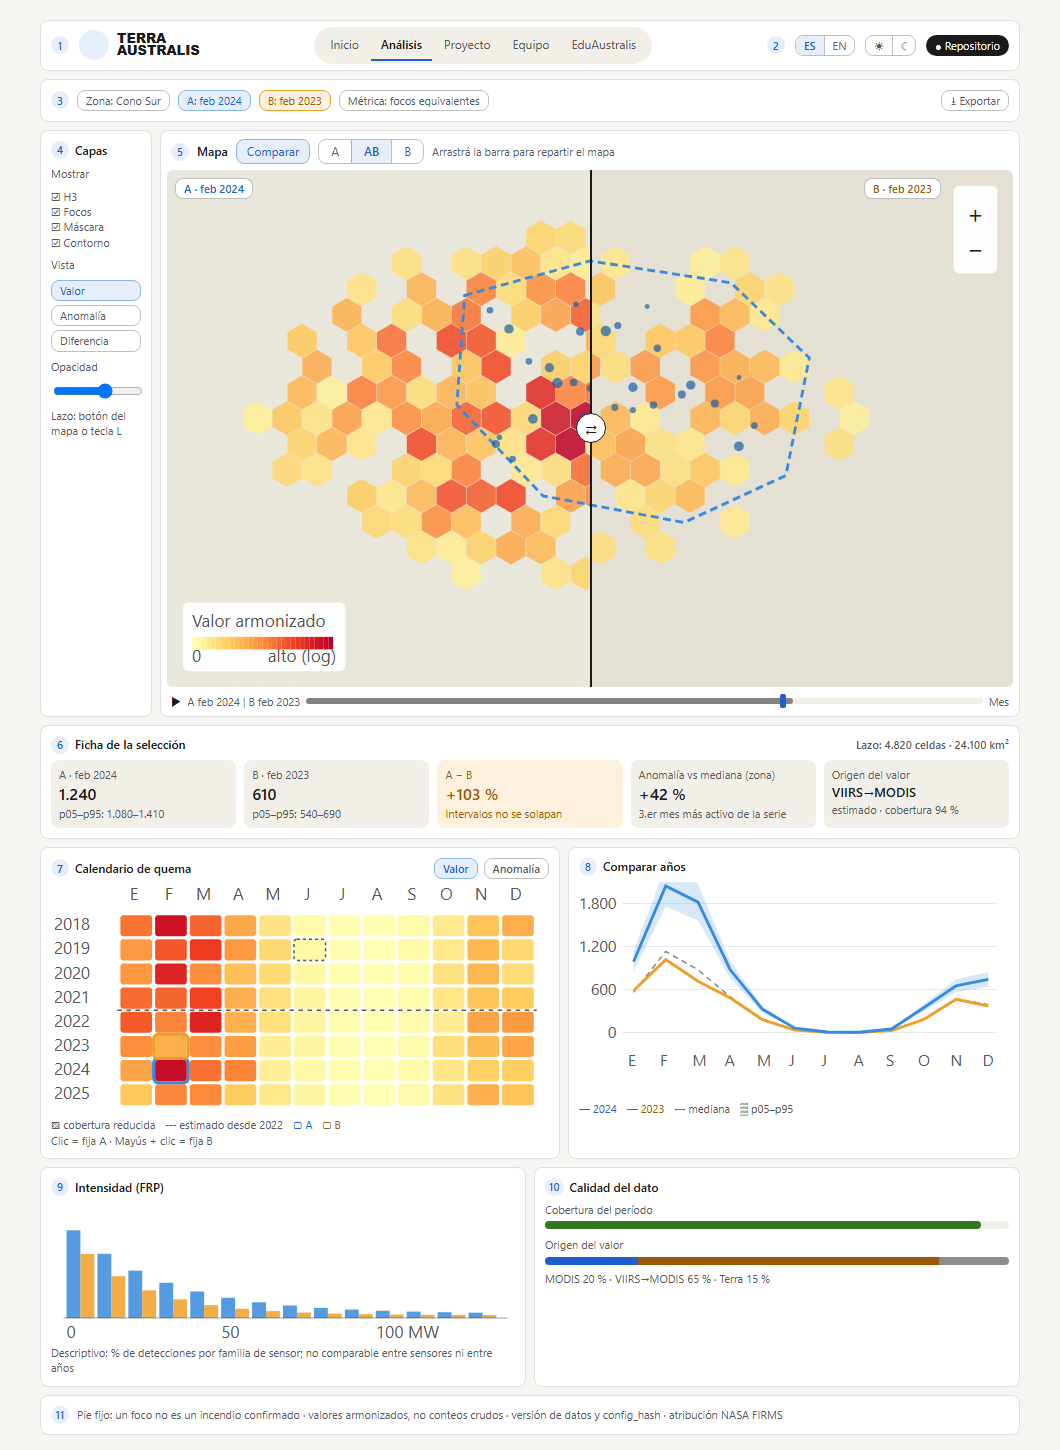 1 TERRA AUSTRALIS Inicio Análisis Proyecto Equipo EduAustralis 2 ES EN ☀ ☾ ● Repositorio
3 Zona: Cono Sur A: feb 2024 B: feb 2023 Métrica: focos equivalentes ⤓ Exportar
4 Capas
Mostrar
☑ H3
☑ Focos
☑ Máscara
☑ Contorno
Vista
Valor
Anomalía
Diferencia
Opacidad
Lazo: botón del
mapa o tecla L
5 Mapa Comparar A AB B Arrastrá la barra para repartir el mapa
A · feb 2024 B · feb 2023
+
−
⇄
Valor armonizado
0 alto (log)
▶ A feb 2024 | B feb 2023 Mes
6 Ficha de la selección Lazo: 4.820 celdas · 24.100 km²
A · feb 2024
1.240
p05–p95: 1.080–1.410
B · feb 2023
610
p05–p95: 540–690
A − B
+103 %
Intervalos no se solapan
Anomalía vs mediana (zona)
+42 %
3.er mes más activo de la serie
Origen del valor
VIIRS→MODIS
estimado · cobertura 94 %
7 Calendario de quema Valor Anomalía
E F M A M J J A S O N D
2018
2019
2020
2021
2022
2023
2024
2025
▨ cobertura reducida --- estimado desde 2022 ▢ A ▢ B
Clic = fija A · Mayús + clic = fija B
8 Comparar años
1.800
1.200
600
0
E F M A M J J A S O N D
— 2024 — 2023 --- mediana ▒ p05–p95
9 Intensidad (FRP)
0 50 100 MW
Descriptivo: % de detecciones por familia de sensor; no comparable entre sensores ni entre
años
10 Calidad del dato
Cobertura del período
Origen del valor
MODIS 20 % · VIIRS→MODIS 65 % · Terra 15 %
11 Pie fijo: un foco no es un incendio confirmado · valores armonizados, no conteos crudos · versión de datos y config_hash · atribución NASA FIRMS